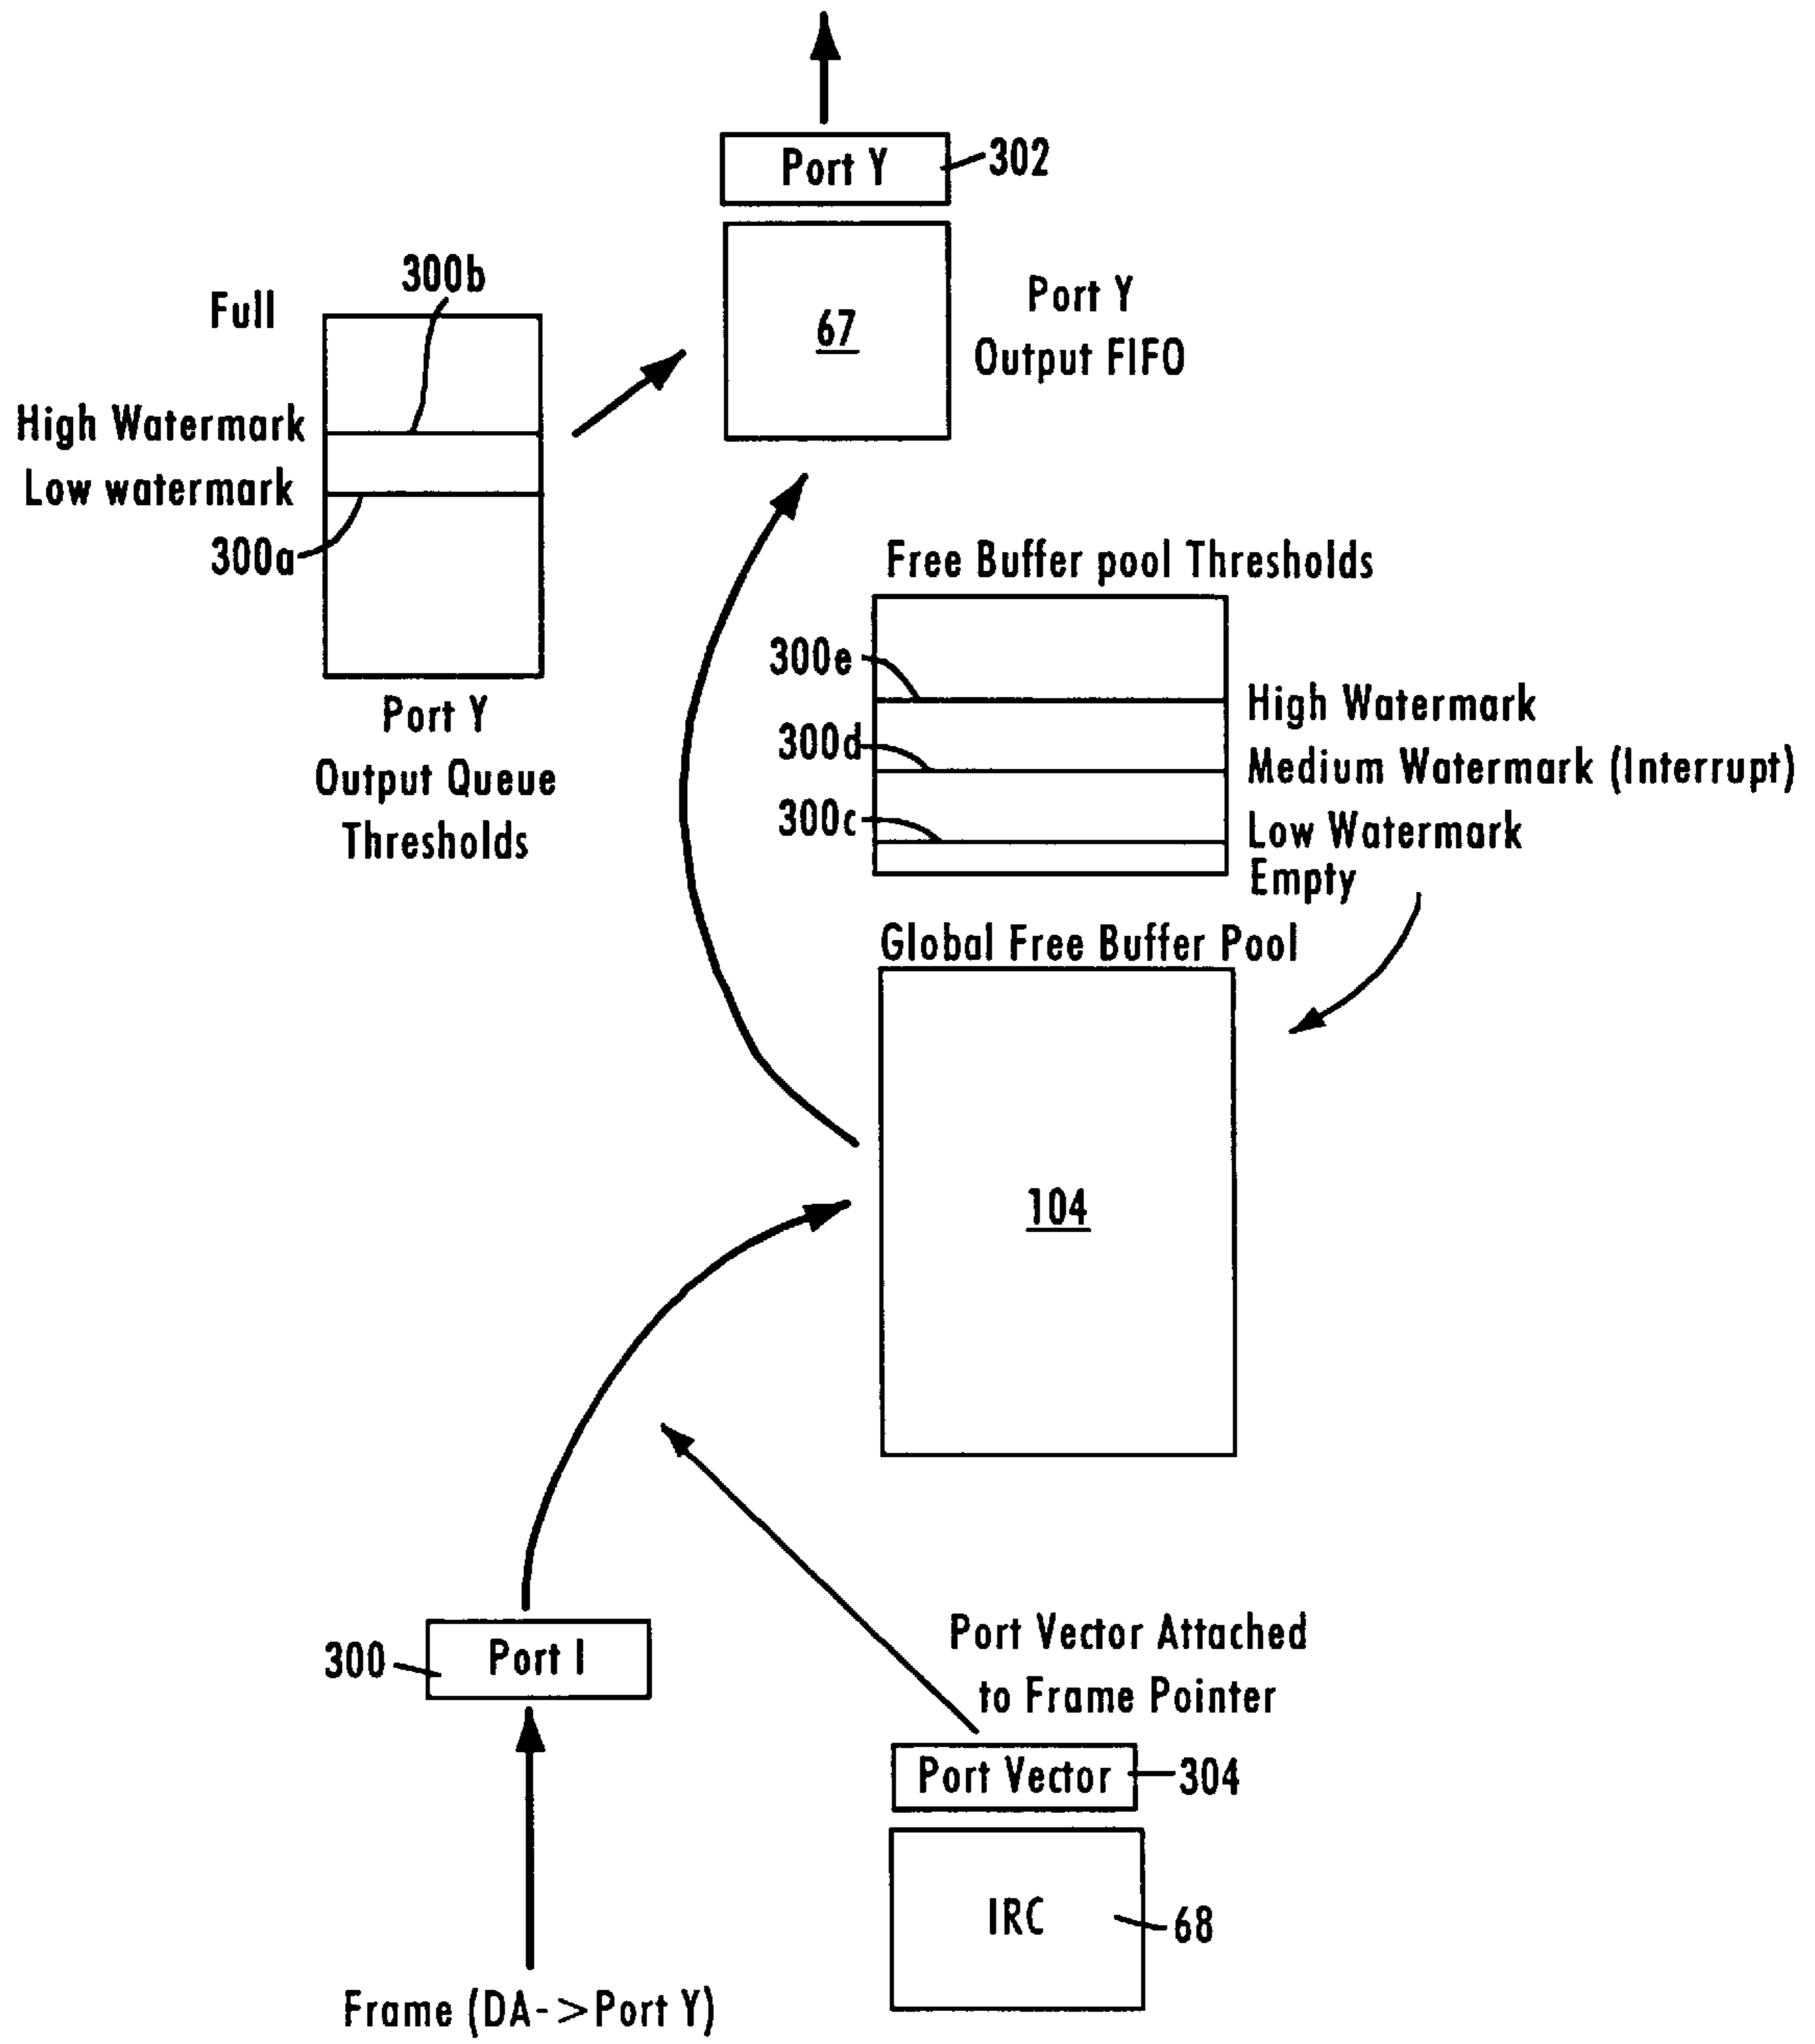 Port Y
302
300b
Full
67
Port Y
Output FIFO
High Watermark
Low watermark
300a
Free Buffer pool Thresholds
300e
300d
300c
High Watermark
Medium Watermark (Interrupt)
Low Watermark
Empty
Port Y
Output Queue
Thresholds
Global Free Buffer Pool
104
300
Port I
Port Vector Attached
to Frame Pointer
Port Vector
304
IRC
68
Frame (DA->Port Y)